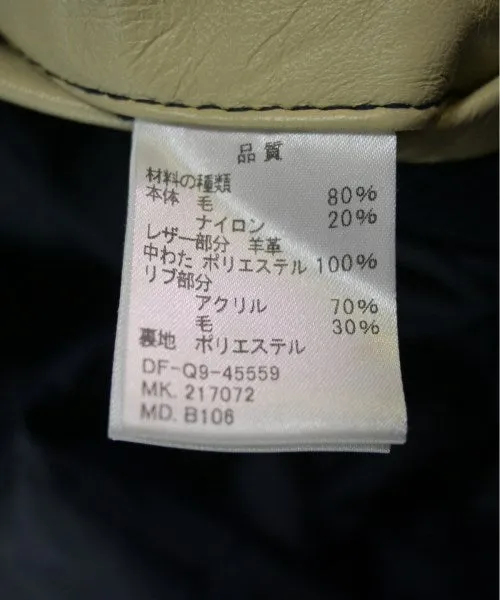 品質
材料の種類
本体 毛 80%
ナイロン 20%
レザー部分 羊革
中わた ポリエステル 100%
リブ部分
アクリル 70%
毛 30%
裏地 ポリエステル
DF-Q9-45559
MK. 217072
MD. B106